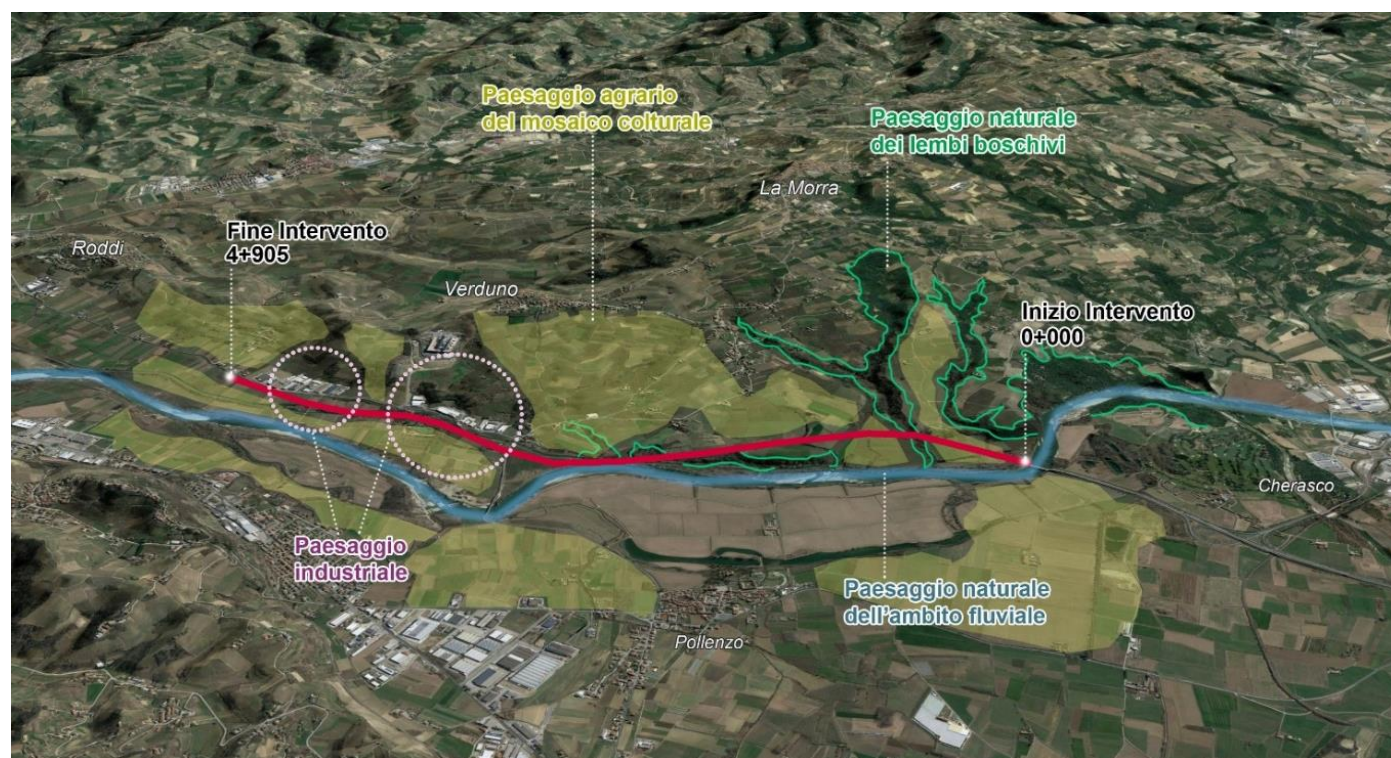 Paesaggio agrario
del mosaico colturale
Paesaggio naturale
dei lembi boschivi
La Morra
Fine Intervento
4+905
Roddi
Verduno
Inizio Intervento
0+000
Cherasco
Paesaggio
industriale
Paesaggio naturale
dell'ambito fluviale
Pollenzo